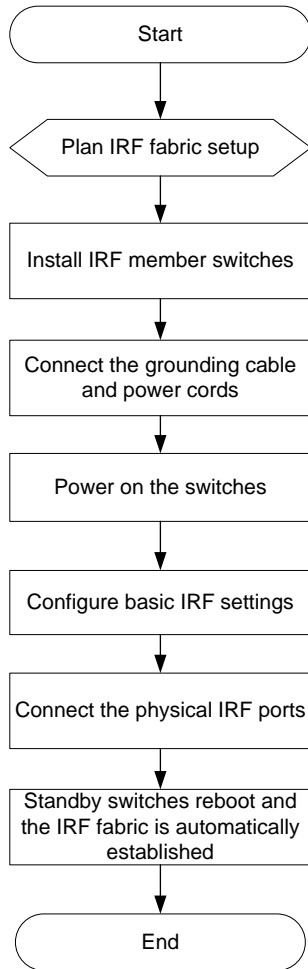 Start
Plan IRF fabric setup
Install IRF member switches
Connect the grounding cable
and power cords
Power on the switches
Configure basic IRF settings
Connect the physical IRF ports
Standby switches reboot and
the IRF fabric is automatically
established
End